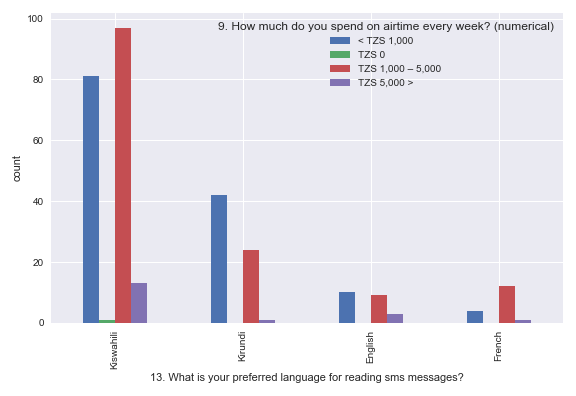 9. How much do you spend on airtime every week? (numerical)
< TZS 1,000
TZS 0
TZS 1,000 – 5,000
TZS 5,000 >
100
80
60
40
20
0
count
Kiswahili
Kirundi
English
French
13. What is your preferred language for reading sms messages?